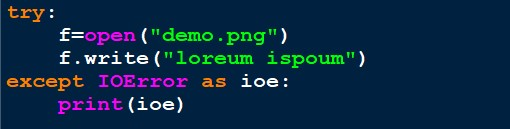 try:
    f=open("demo.png")
    f.write("loreum ispoum")
except IOError as ioe:
    print(ioe)